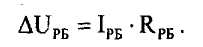 ΔU_РБ = I_РБ · R_РБ .